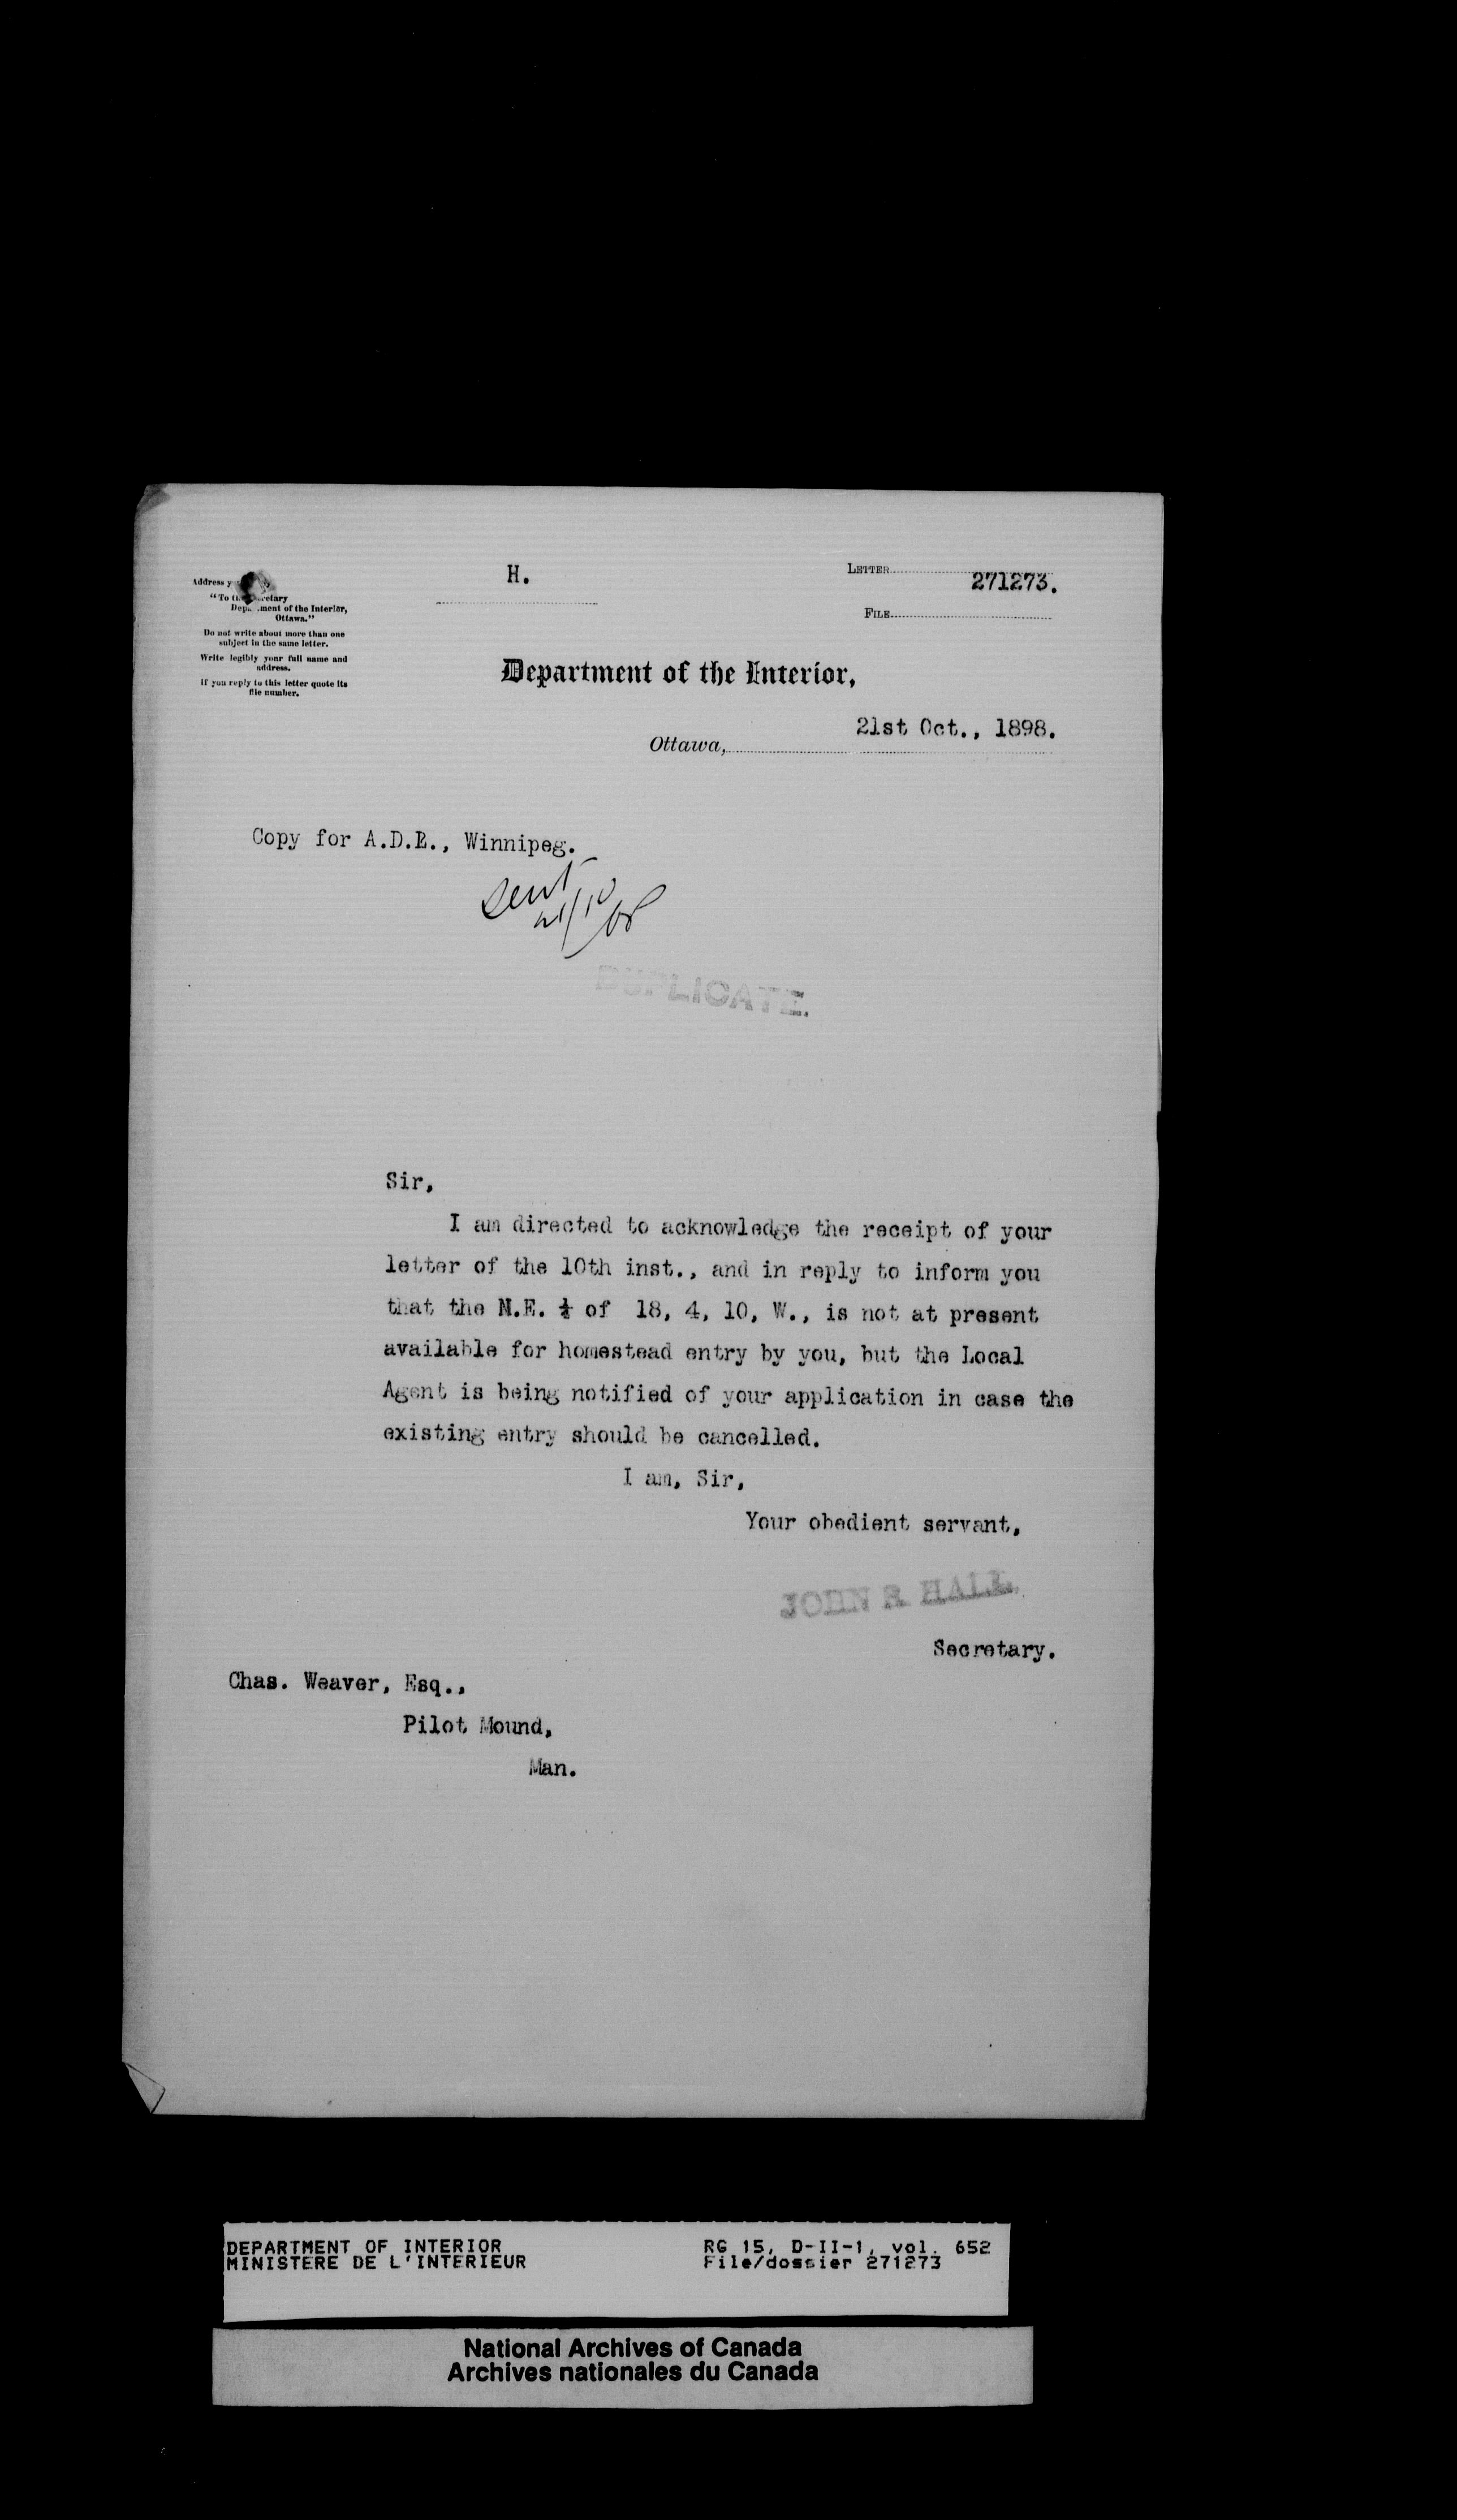 H.
LETTER 271273.
FILE
Address
"To the Secretary
Department of the Interior,
Ottawa."
Do not write about more than one
subject in the same letter.
Write legibly your full name and
address.
If you reply to this letter quote its
file number.
Department of the Interior,
Ottawa, 21st Oct., 1898.
Copy for A.D.L., Winnipeg.
Sent
21/10/98
DUPLICATE.
Sir,
I am directed to acknowledge the receipt of your
letter of the 10th inst., and in reply to inform you
that the N.E. ¼ of 18, 4, 10, W., is not at present
available for homestead entry by you, but the Local
Agent is being notified of your application in case the
existing entry should be cancelled.
I am, Sir,
Your obedient servant,
JOHN R HALL,
Secretary.
Chas. Weaver, Esq.,
Pilot Mound,
Man.
DEPARTMENT OF INTERIOR
MINISTERE DE L'INTERIEUR
RG 15, D-II-1, vol. 652
File/dossier 271273
National Archives of Canada
Archives nationales du Canada